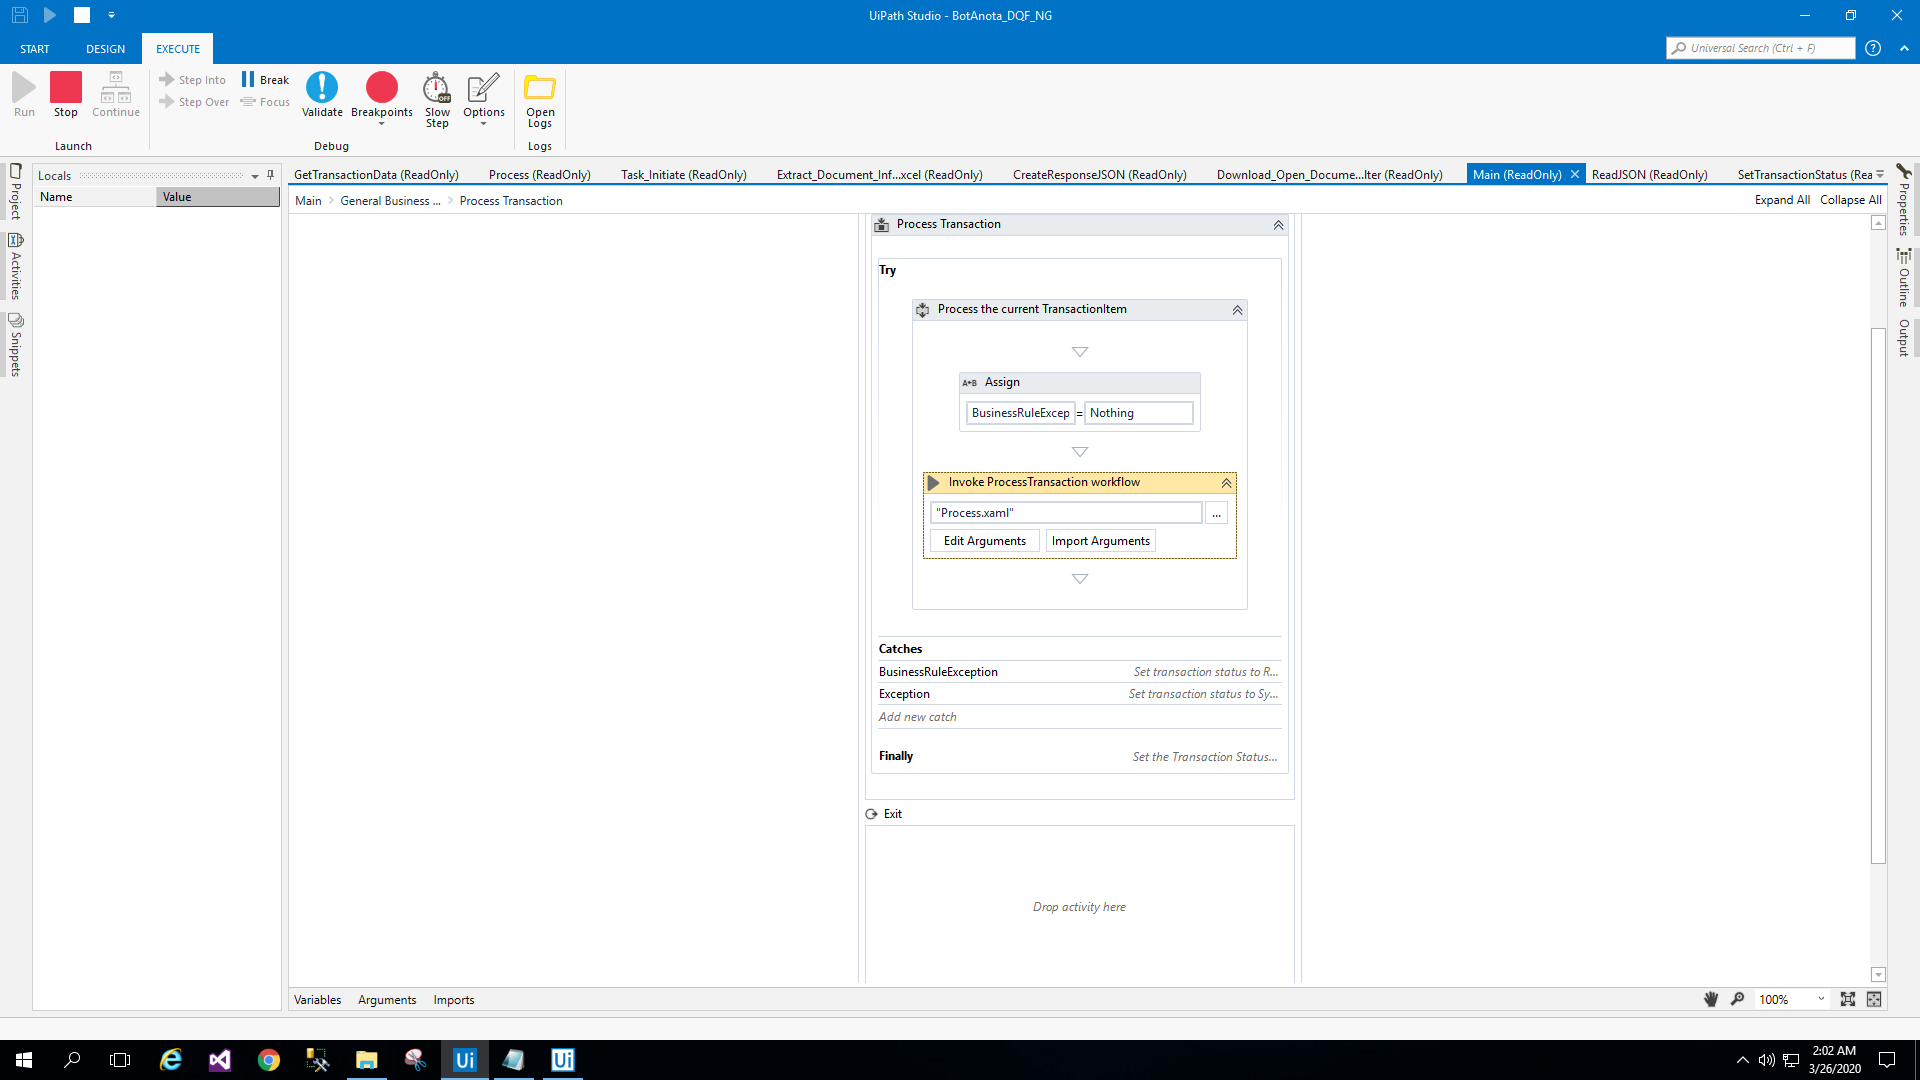 UiPath Studio - BotAnota_DQF_NG
START
DESIGN
EXECUTE
Universal Search (Ctrl + F)
Run
Stop
Continue
Launch
Step Into
Step Over
Break
Focus
Validate
Breakpoints
Slow Step
OFF
Options
Debug
Open Logs
Logs
Project
Activities
Snippets
Locals
Name
Value
GetTransactionData (ReadOnly)
Process (ReadOnly)
Task_Initiate (ReadOnly)
Extract_Document_Inf...xcel (ReadOnly)
CreateResponseJSON (ReadOnly)
Download_Open_Docume...lter (ReadOnly)
Main (ReadOnly)
ReadJSON (ReadOnly)
SetTransactionStatus (Rea
Main > General Business ... > Process Transaction
Expand All
Collapse All
Process Transaction
Try
Process the current TransactionItem
A+B Assign
BusinessRuleExcep = Nothing
Invoke ProcessTransaction workflow
"Process.xaml"
...
Edit Arguments
Import Arguments
Catches
BusinessRuleException
Set transaction status to R...
Exception
Set transaction status to Sy...
Add new catch
Finally
Set the Transaction Status...
Exit
Drop activity here
Properties
Outline
Output
Variables
Arguments
Imports
100%
Ui
Ui
2:02 AM
3/26/2020